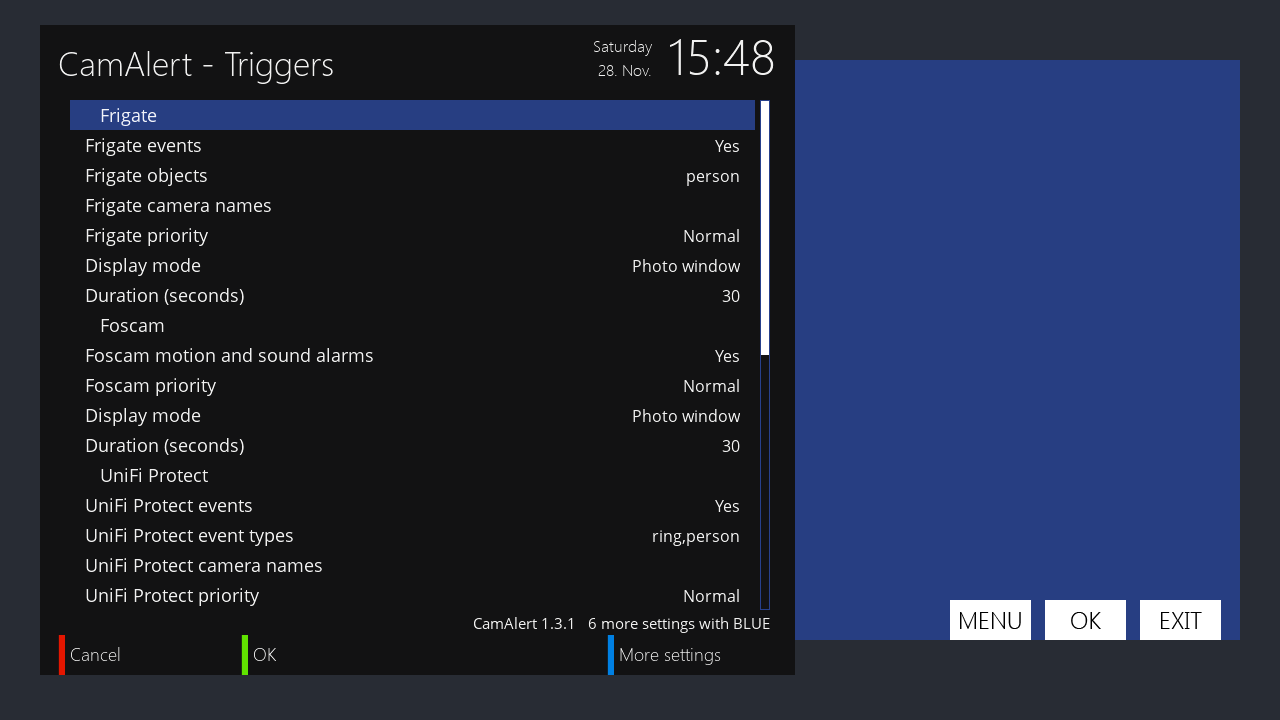 CamAlert - Triggers
Saturday
28. Nov.
15:48
Frigate
Frigate events Yes
Frigate objects person
Frigate camera names
Frigate priority Normal
Display mode Photo window
Duration (seconds) 30
Foscam
Foscam motion and sound alarms Yes
Foscam priority Normal
Display mode Photo window
Duration (seconds) 30
UniFi Protect
UniFi Protect events Yes
UniFi Protect event types ring,person
UniFi Protect camera names
UniFi Protect priority Normal
CamAlert 1.3.1 6 more settings with BLUE
Cancel OK More settings
MENU OK EXIT